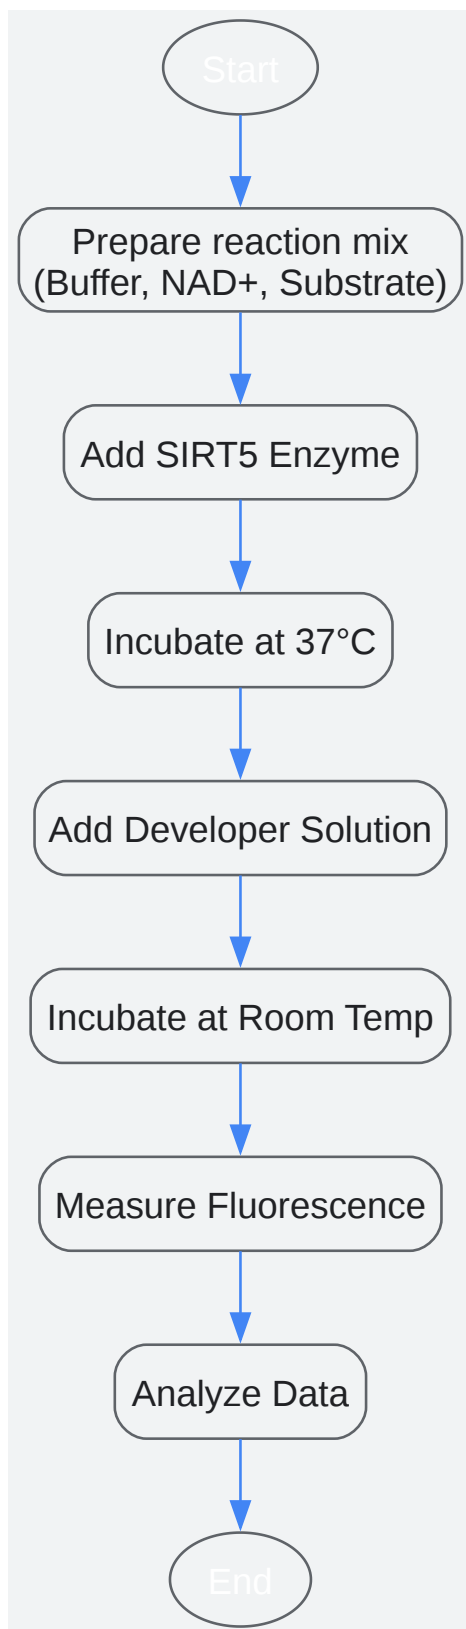 Start
Prepare reaction mix
(Buffer, NAD+, Substrate)
Add SIRT5 Enzyme
Incubate at 37°C
Add Developer Solution
Incubate at Room Temp
Measure Fluorescence
Analyze Data
End